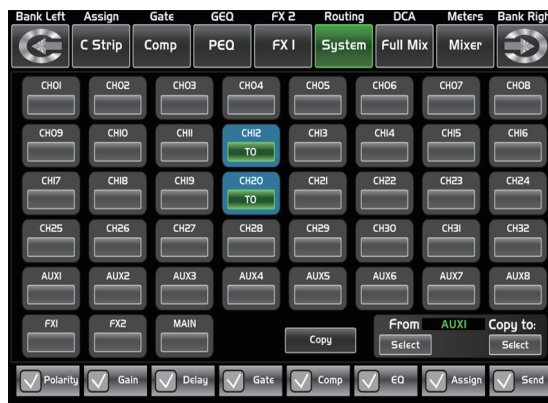 Bank Left Assign Gate GEQ FX 2 Routing DCA Meters Bank Righ
C Strip Comp PEQ FX 1 System Full Mix Mixer
CH01 CH02 CH03 CH04 CH05 CH06 CH07 CH08
CH09 CH10 CH11 CH12 CH13 CH14 CH15 CH16
TO
CH17 CH18 CH19 CH20 CH21 CH22 CH23 CH24
TO
CH25 CH26 CH27 CH28 CH29 CH30 CH31 CH32
AUX1 AUX2 AUX3 AUX4 AUX5 AUX6 AUX7 AUX8
FX1 FX2 MAIN From AUX1 Copy to:
Copy Select Select
Polarity Gain Delay Gate Comp EQ Assign Send